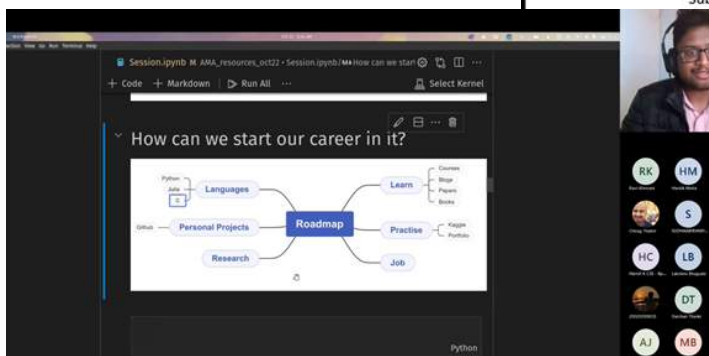 Session.ipynb M AMA_resources_oct22 • Session.ipynb/M↓How can we start
+ Code + Markdown ▷ Run All ··· Select Kernel
How can we start our career in it?
Python
Julia
R
Languages
Github
Personal Projects
Research
Roadmap
Learn
Courses
Blogs
Papers
Books
Practise
Kaggle
Portfolio
Job
Python
RK
HM
S
HC
LB
DT
AJ
MB